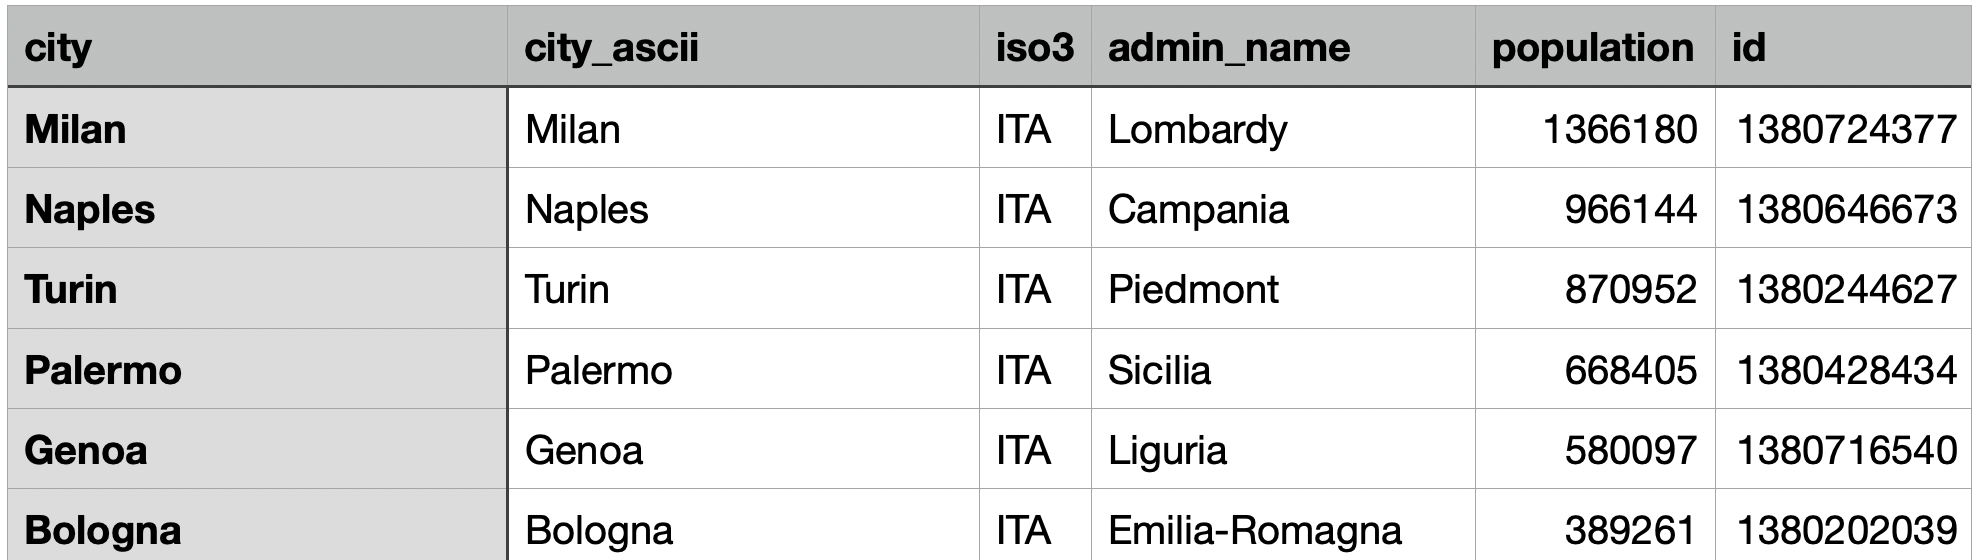 city city_ascii iso3 admin_name population id
Milan Milan ITA Lombardy 1366180 1380724377
Naples Naples ITA Campania 966144 1380646673
Turin Turin ITA Piedmont 870952 1380244627
Palermo Palermo ITA Sicilia 668405 1380428434
Genoa Genoa ITA Liguria 580097 1380716540
Bologna Bologna ITA Emilia-Romagna 389261 1380202039